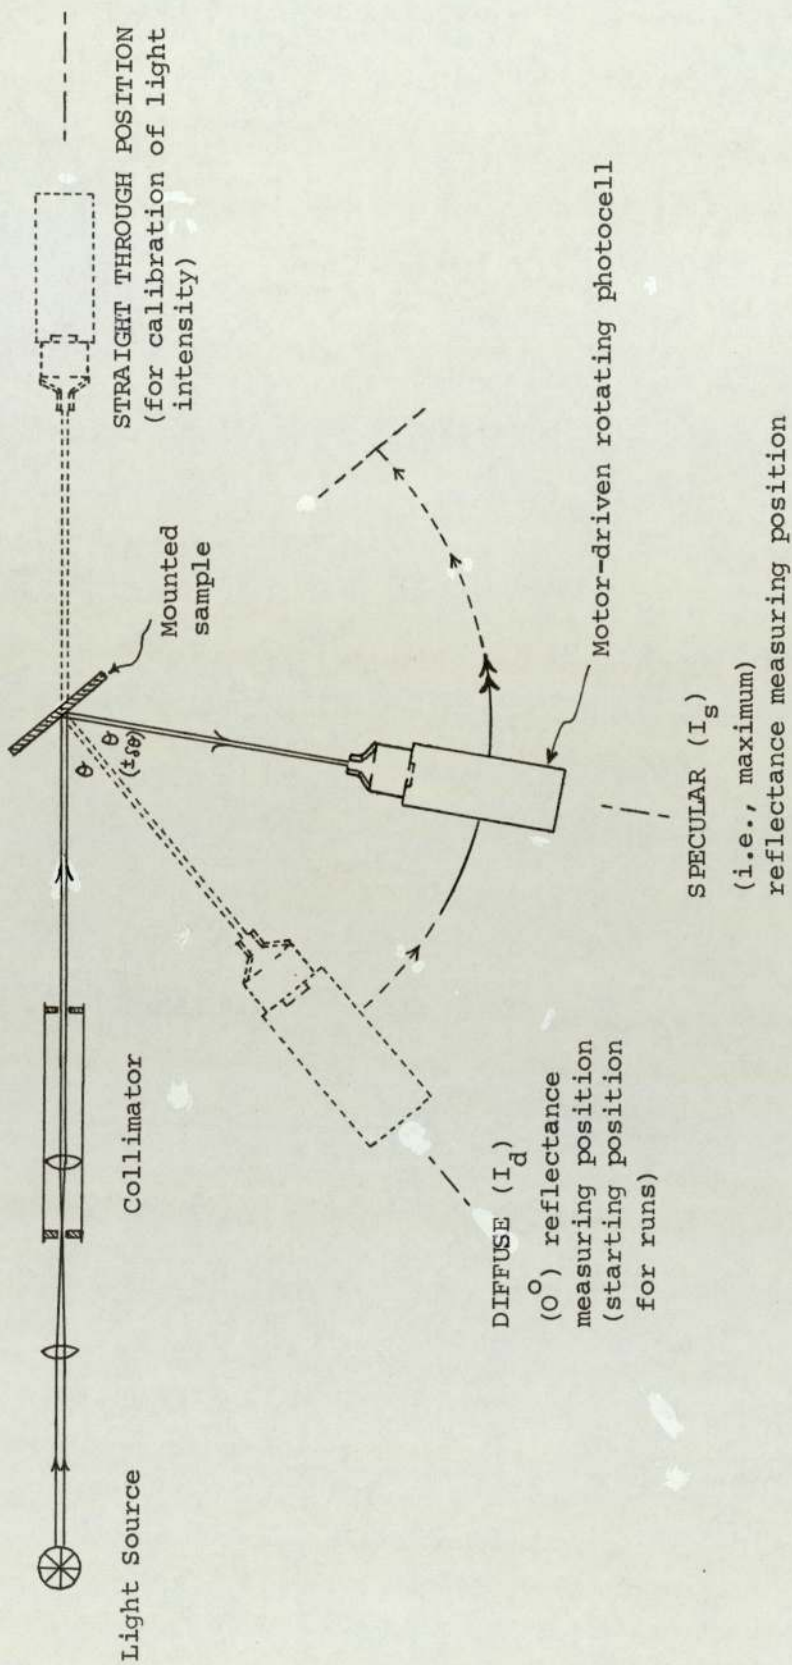 Light Source
Collimator
Mounted
sample
STRAIGHT THROUGH POSITION
(for calibration of light
intensity)
θ
θ
(±δθ)
DIFFUSE (I_d)
(0°) reflectance
measuring position
(starting position
for runs)
SPECULAR (I_s)
(i.e., maximum)
reflectance measuring position
Motor-driven rotating photocell